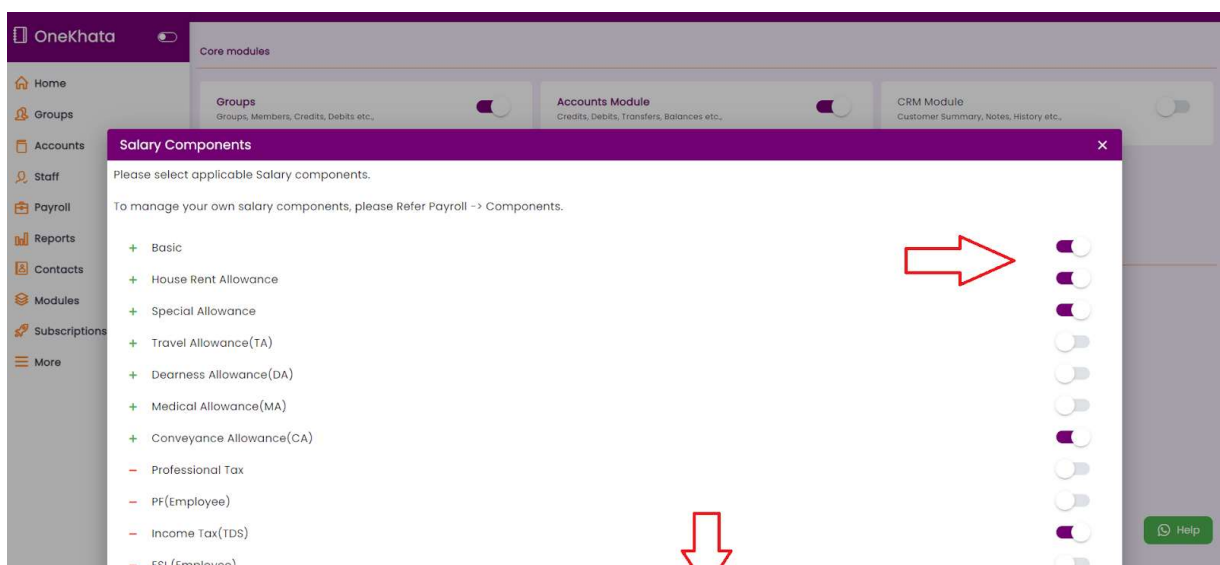 OneKhata
Core modules
Home
Groups
Accounts
Staff
Payroll
Reports
Contacts
Modules
Subscriptions
More
Groups
Groups, Members, Credits, Debits etc.,
Accounts Module
Credits, Debits, Transfers, Balances etc.,
CRM Module
Customer Summary, Notes, History etc.,
Salary Components
Please select applicable Salary components.
To manage your own salary components, please Refer Payroll -> Components.
+ Basic
+ House Rent Allowance
+ Special Allowance
+ Travel Allowance(TA)
+ Dearness Allowance(DA)
+ Medical Allowance(MA)
+ Conveyance Allowance(CA)
- Professional Tax
- PF(Employee)
- Income Tax(TDS)
- ESI (Employee)
Help